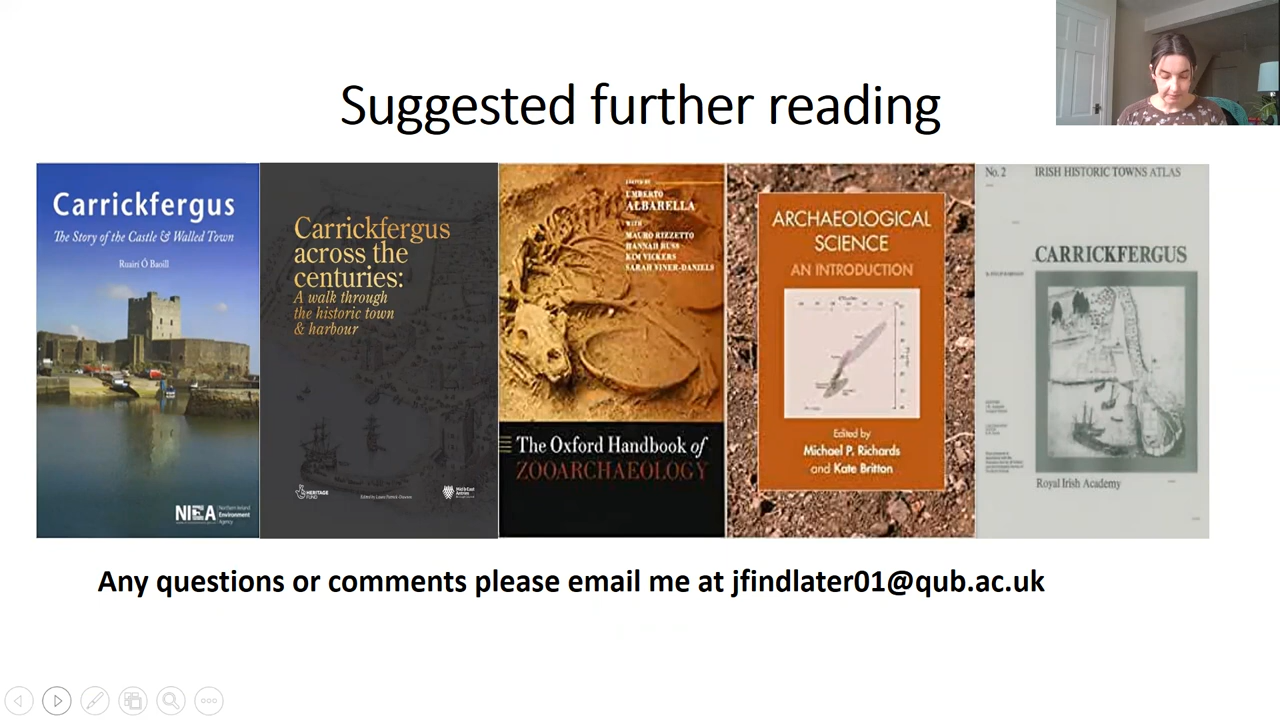 Suggested further reading
Carrickfergus
The Story of the Castle & Walled Town
Ruairí Ó Baoill
NIEA
Northern Ireland
Environment
Agency
Carrickfergus
across the
centuries:
A walk through
the historic town
& harbour
HERITAGE
FUND
EDITED BY
UMBERTO
ALBARELLA
WITH
MAURO RIZZETTO
HANNAH RUSS
KIM VICKERS
SARAH VINER-DANIELS
The Oxford Handbook of
ZOOARCHAEOLOGY
ARCHAEOLOGICAL
SCIENCE
AN INTRODUCTION
Edited by
Michael P. Richards
and Kate Britton
No. 2 IRISH HISTORIC TOWNS ATLAS
CARRICKFERGUS
Royal Irish Academy
Any questions or comments please email me at jfindlater01@qub.ac.uk